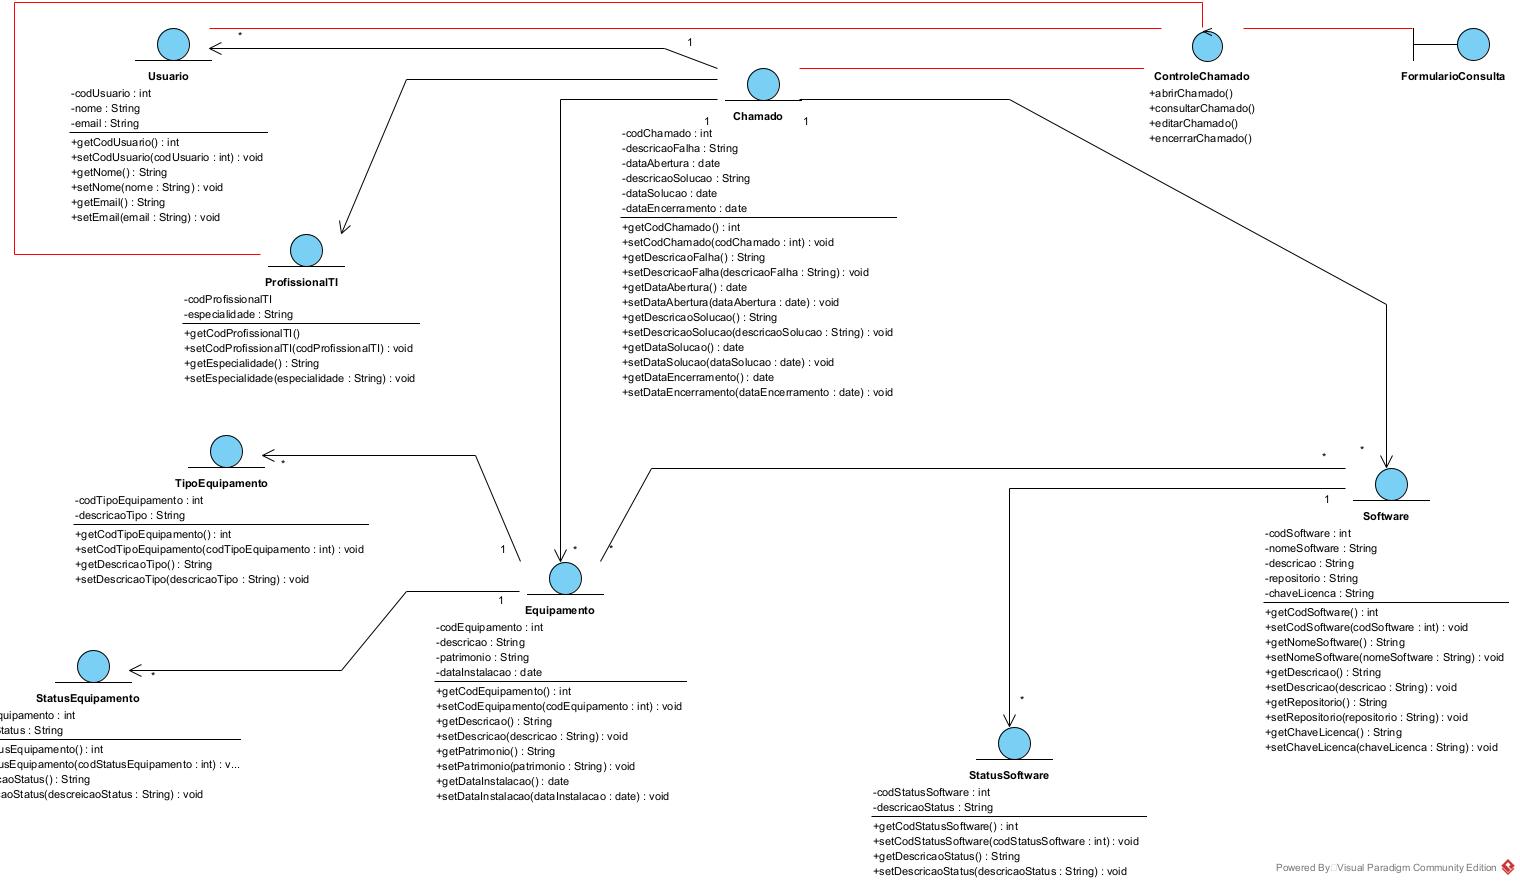 *
1
Usuario
-codUsuario : int
-nome : String
-email : String
+getCodUsuario() : int
+setCodUsuario(codUsuario : int) : void
+getNome() : String
+setNome(nome : String) : void
+getEmail() : String
+setEmail(email : String) : void
ControleChamado
+abrirChamado()
+consultarChamado()
+editarChamado()
+encerrarChamado()
FormularioConsulta
Chamado
1
1
-codChamado : int
-descricaoFalha : String
-dataAbertura : date
-descricaoSolucao : String
-dataSolucao : date
-dataEncerramento : date
+getCodChamado() : int
+setCodChamado(codChamado : int) : void
+getDescricaoFalha() : String
+setDescricaoFalha(descricaoFalha : String) : void
+getDataAbertura() : date
+setDataAbertura(dataAbertura : date) : void
+getDescricaoSolucao() : String
+setDescricaoSolucao(descricaoSolucao : String) : void
+getDataSolucao() : date
+setDataSolucao(dataSolucao : date) : void
+getDataEncerramento() : date
+setDataEncerramento(dataEncerramento : date) : void
ProfissionalTI
-codProfissionalTI
-especialidade : String
+getCodProfissionalTI()
+setCodProfissionalTI(codProfissionalTI) : void
+getEspecialidade() : String
+setEspecialidade(especialidade : String) : void
*
TipoEquipamento
-codTipoEquipamento : int
-descricaoTipo : String
+getCodTipoEquipamento() : int
+setCodTipoEquipamento(codTipoEquipamento : int) : void
+getDescricaoTipo() : String
+setDescricaoTipo(descricaoTipo : String) : void
1
*
*
*
*
1
Software
-codSoftware : int
-nomeSoftware : String
-descricao : String
-repositorio : String
-chaveLicenca : String
+getCodSoftware() : int
+setCodSoftware(codSoftware : int) : void
+getNomeSoftware() : String
+setNomeSoftware(nomeSoftware : String) : void
+getDescricao() : String
+setDescricao(descricao : String) : void
+getRepositorio() : String
+setRepositorio(repositorio : String) : void
+getChaveLicenca() : String
+setChaveLicenca(chaveLicenca : String) : void
1
Equipamento
-codEquipamento : int
-descricao : String
-patrimonio : String
-dataInstalacao : date
+getCodEquipamento() : int
+setCodEquipamento(codEquipamento : int) : void
+getDescricao() : String
+setDescricao(descricao : String) : void
+getPatrimonio() : String
+setPatrimonio(patrimonio : String) : void
+getDataInstalacao() : date
+setDataInstalacao(dataInstalacao : date) : void
*
StatusEquipamento
quipamento : int
Status : String
usEquipamento() : int
usEquipamento(codStatusEquipamento : int) : v...
caoStatus() : String
caoStatus(descreicaoStatus : String) : void
*
StatusSoftware
-codStatusSoftware : int
-descricaoStatus : String
+getCodStatusSoftware() : int
+setCodStatusSoftware(codStatusSoftware : int) : void
+getDescricaoStatus() : String
+setDescricaoStatus(descricaoStatus : String) : void
Powered By Visual Paradigm Community Edition